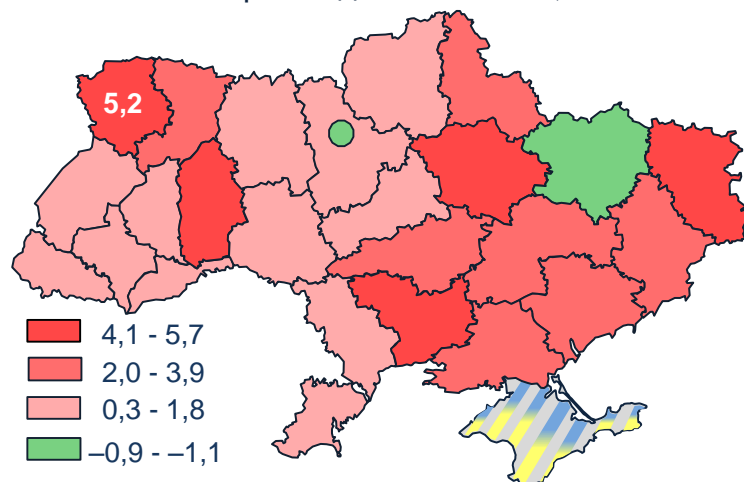 5,2
4,1 - 5,7
2,0 - 3,9
0,3 - 1,8
–0,9 - –1,1